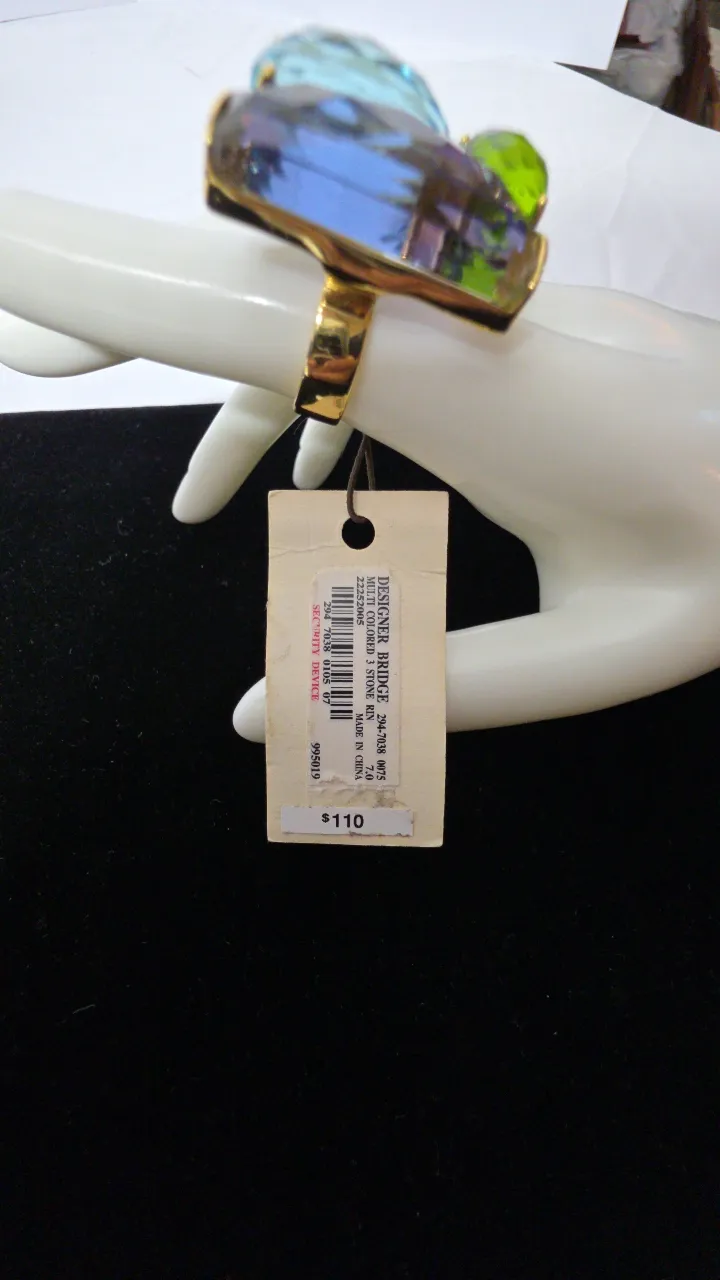 DESIGNER BRIDGE 294-7038 0075
MULTI COLORED 3 STONE RIN 7.0
22252005 MADE IN CHINA
294 7038 0105 07
SECURITY DEVICE 995019
$110